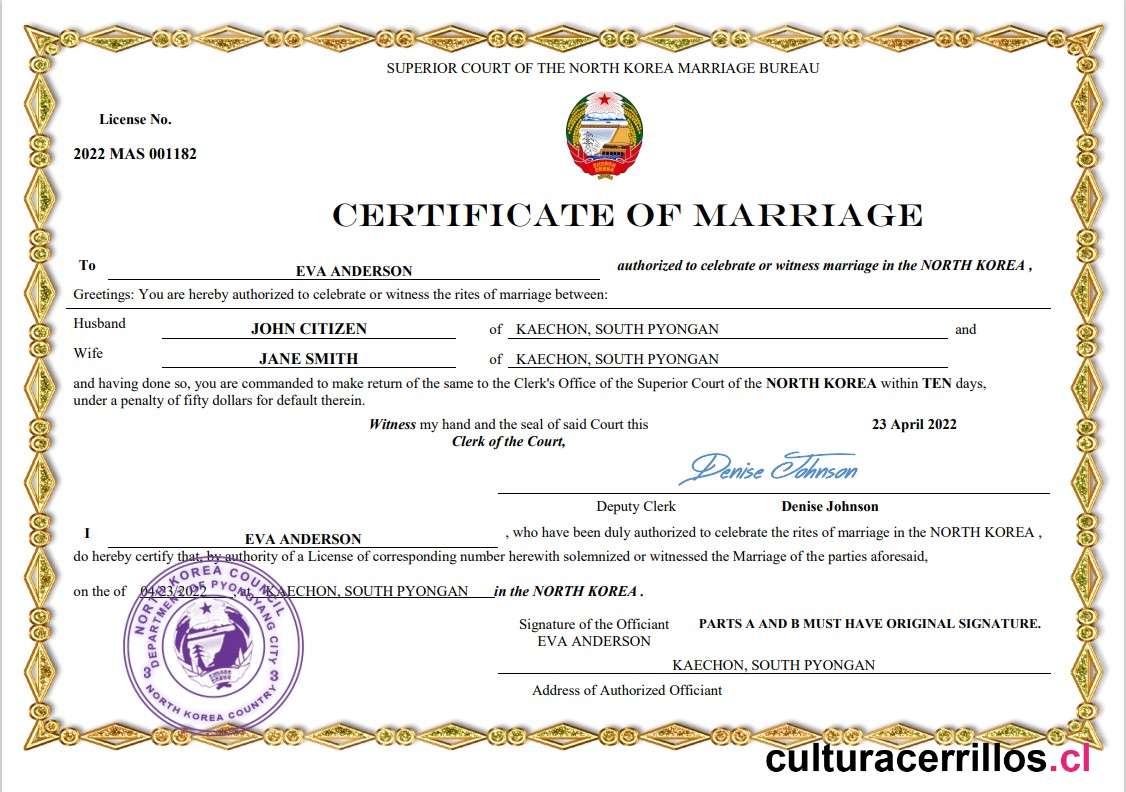 SUPERIOR COURT OF THE NORTH KOREA MARRIAGE BUREAU
License No.
2022 MAS 001182
CERTIFICATE OF MARRIAGE
To EVA ANDERSON authorized to celebrate or witness marriage in the NORTH KOREA ,
Greetings: You are hereby authorized to celebrate or witness the rites of marriage between:
Husband JOHN CITIZEN of KAECHON, SOUTH PYONGAN and
Wife JANE SMITH of KAECHON, SOUTH PYONGAN
and having done so, you are commanded to make return of the same to the Clerk's Office of the Superior Court of the NORTH KOREA within TEN days,
under a penalty of fifty dollars for default therein.
Witness my hand and the seal of said Court this 23 April 2022
Clerk of the Court,
Denise Johnson
Deputy Clerk Denise Johnson
I EVA ANDERSON , who have been duly authorized to celebrate the rites of marriage in the NORTH KOREA ,
do hereby certify that, by authority of a License of corresponding number herewith solemnized or witnessed the Marriage of the parties aforesaid,
on the of 04/23/2022 , at KAECHON, SOUTH PYONGAN in the NORTH KOREA .
Signature of the Officiant PARTS A AND B MUST HAVE ORIGINAL SIGNATURE.
EVA ANDERSON
KAECHON, SOUTH PYONGAN
Address of Authorized Officiant
NORTH KOREA COUNCIL
DEPARTMENT OF PYONGYANG CITY
3 NORTH KOREA COUNTRY 3
culturacerrillos.cl